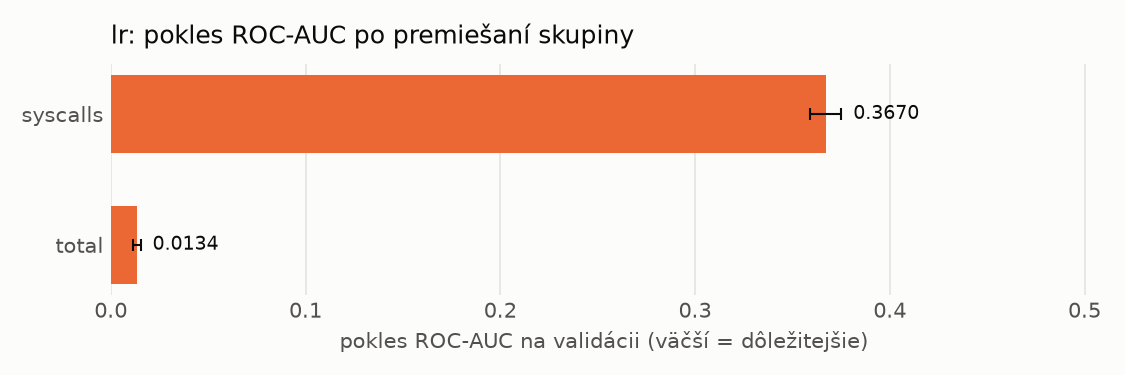 lr: pokles ROC-AUC po premiešaní skupiny
syscalls
0.3670
total
0.0134
0.0 0.1 0.2 0.3 0.4 0.5
pokles ROC-AUC na validácii (väčší = dôležitejšie)